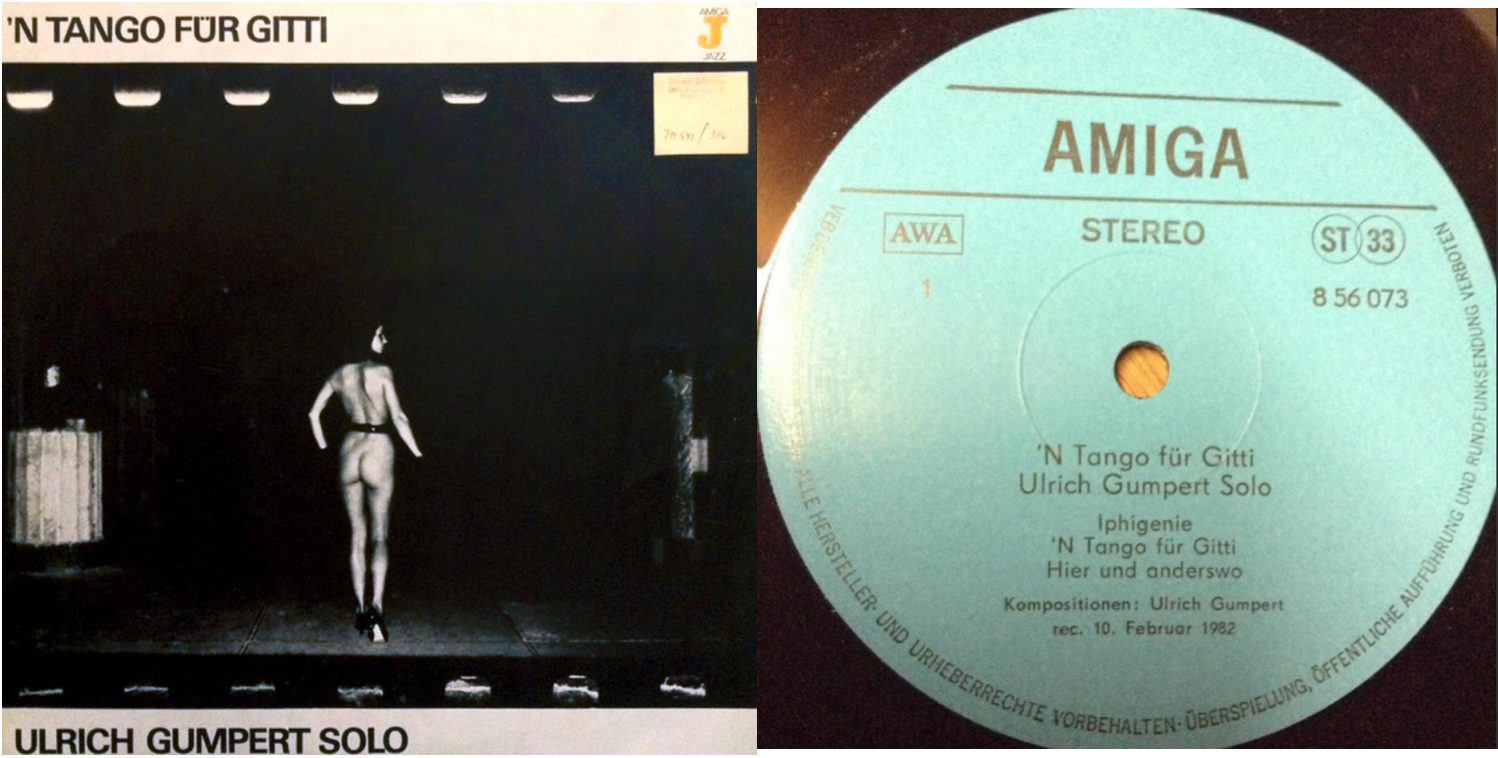 'N TANGO FÜR GITTI
AMIGA
J
JAZZ
ULRICH GUMPERT SOLO
AMIGA
AWA
STEREO
ST 33
1
8 56 073
'N Tango für Gitti
Ulrich Gumpert Solo
Iphigenie
'N Tango für Gitti
Hier und anderswo
Kompositionen: Ulrich Gumpert
rec. 10. Februar 1982
ALLE HERSTELLER- UND URHEBERRECHTE VORBEHALTEN · ÜBERSPIELUNG, ÖFFENTLICHE AUFFÜHRUNG UND RUNDFUNKSENDUNG VERBOTEN